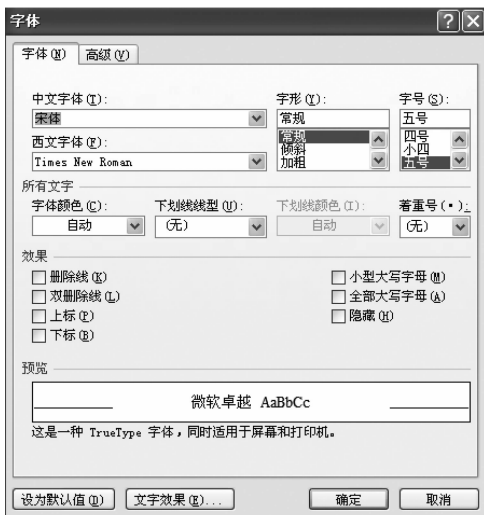 字体
字体(N) 高级(V)
中文字体(T): 字形(Y): 字号(S):
宋体 常规 五号
常规 四号
西文字体(F): 倾斜 小四
Times New Roman 加粗 五号
所有文字
字体颜色(C): 下划线线型(U): 下划线颜色(I): 着重号(·):
自动 (无) 自动 (无)
效果
删除线(K) 小型大写字母(M)
双删除线(L) 全部大写字母(A)
上标(P) 隐藏(H)
下标(B)
预览
微软卓越 AaBbCc
这是一种 TrueType 字体，同时适用于屏幕和打印机。
设为默认值(D) 文字效果(E)... 确定 取消